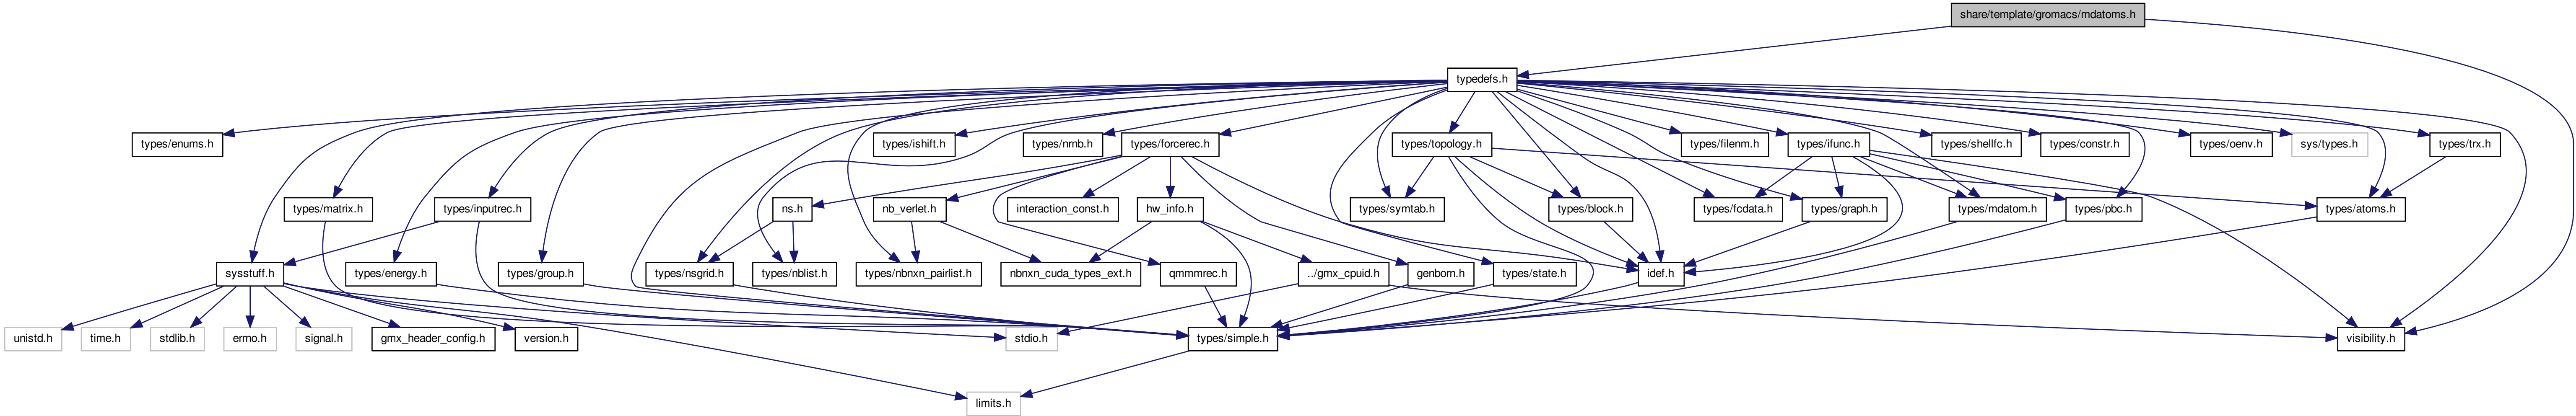 share/template/gromacs/mdatoms.h
typedefs.h
types/enums.h
types/ishift.h
types/nrnb.h
types/forcerec.h
types/topology.h
types/filenm.h
types/ifunc.h
types/shellfc.h
types/constr.h
types/oenv.h
sys/types.h
types/trx.h
types/matrix.h
types/inputrec.h
ns.h
nb_verlet.h
interaction_const.h
hw_info.h
types/symtab.h
types/block.h
types/fcdata.h
types/graph.h
types/mdatom.h
types/pbc.h
types/atoms.h
sysstuff.h
types/energy.h
types/group.h
types/nsgrid.h
types/nblist.h
types/nbnxn_pairlist.h
nbnxn_cuda_types_ext.h
qmmmrec.h
../gmx_cpuid.h
genborn.h
types/state.h
idef.h
unistd.h
time.h
stdlib.h
errno.h
signal.h
gmx_header_config.h
version.h
stdio.h
types/simple.h
visibility.h
limits.h